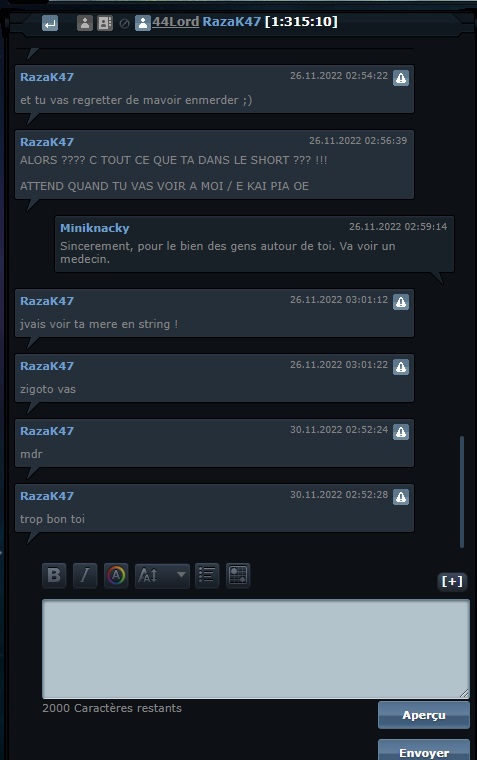 44Lord RazaK47 [1:315:10]
RazaK47 26.11.2022 02:54:22
et tu vas regretter de mavoir enmerder ;)
RazaK47 26.11.2022 02:56:39
ALORS ???? C TOUT CE QUE TA DANS LE SHORT ??? !!!
ATTEND QUAND TU VAS VOIR A MOI / E KAI PIA OE
Miniknacky 26.11.2022 02:59:14
Sincerement, pour le bien des gens autour de toi. Va voir un
medecin.
RazaK47 26.11.2022 03:01:12
jvais voir ta mere en string !
RazaK47 26.11.2022 03:01:22
zigoto vas
RazaK47 30.11.2022 02:52:24
mdr
RazaK47 30.11.2022 02:52:28
trop bon toi
B I A A [+]
2000 Caractères restants
Aperçu
Envoyer